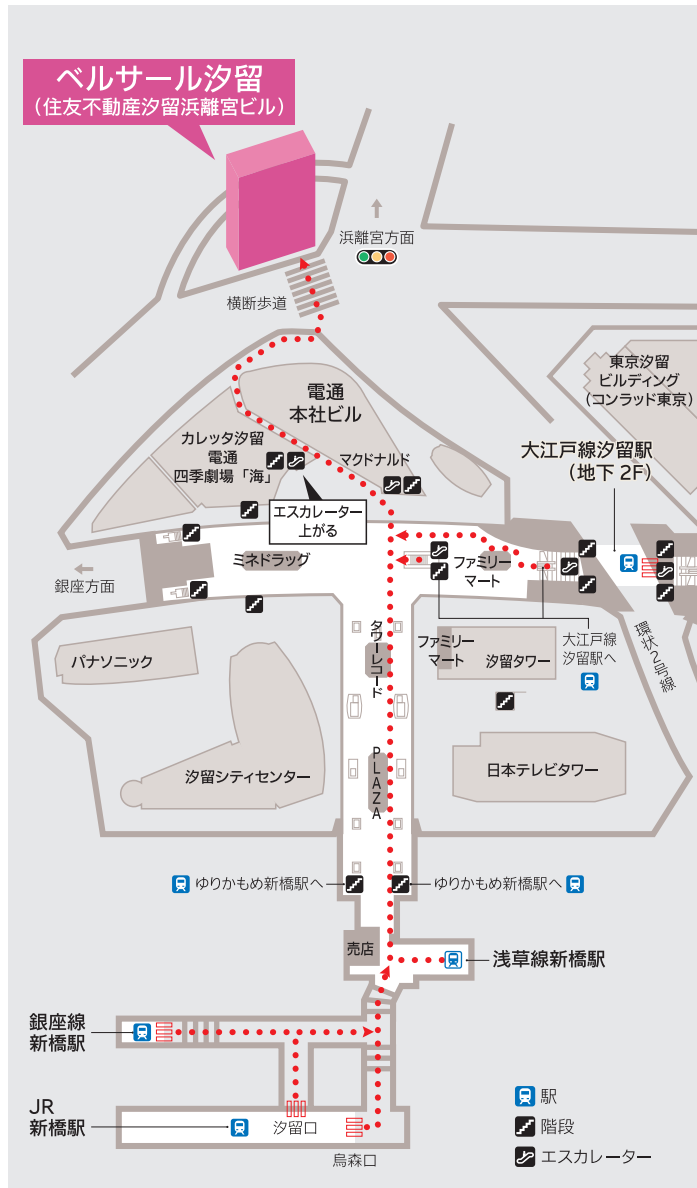 ベルサール汐留
(住友不動産汐留浜離宮ビル)
浜離宮方面
横断歩道
電通
本社ビル
東京汐留
ビルディング
(コンラッド東京)
カレッタ汐留
電通
四季劇場「海」
マクドナルド
大江戸線汐留駅
(地下 2F)
エスカレーター
上がる
ミネドラッグ
ファミリー
マート
銀座方面
タワーレコード
ファミリー
マート
汐留タワー
大江戸線
汐留駅へ
環状2号線
パナソニック
汐留シティセンター
PLAZA
日本テレビタワー
ゆりかもめ新橋駅へ
ゆりかもめ新橋駅へ
売店
浅草線新橋駅
銀座線
新橋駅
JR
新橋駅
汐留口
烏森口
駅
階段
エスカレーター